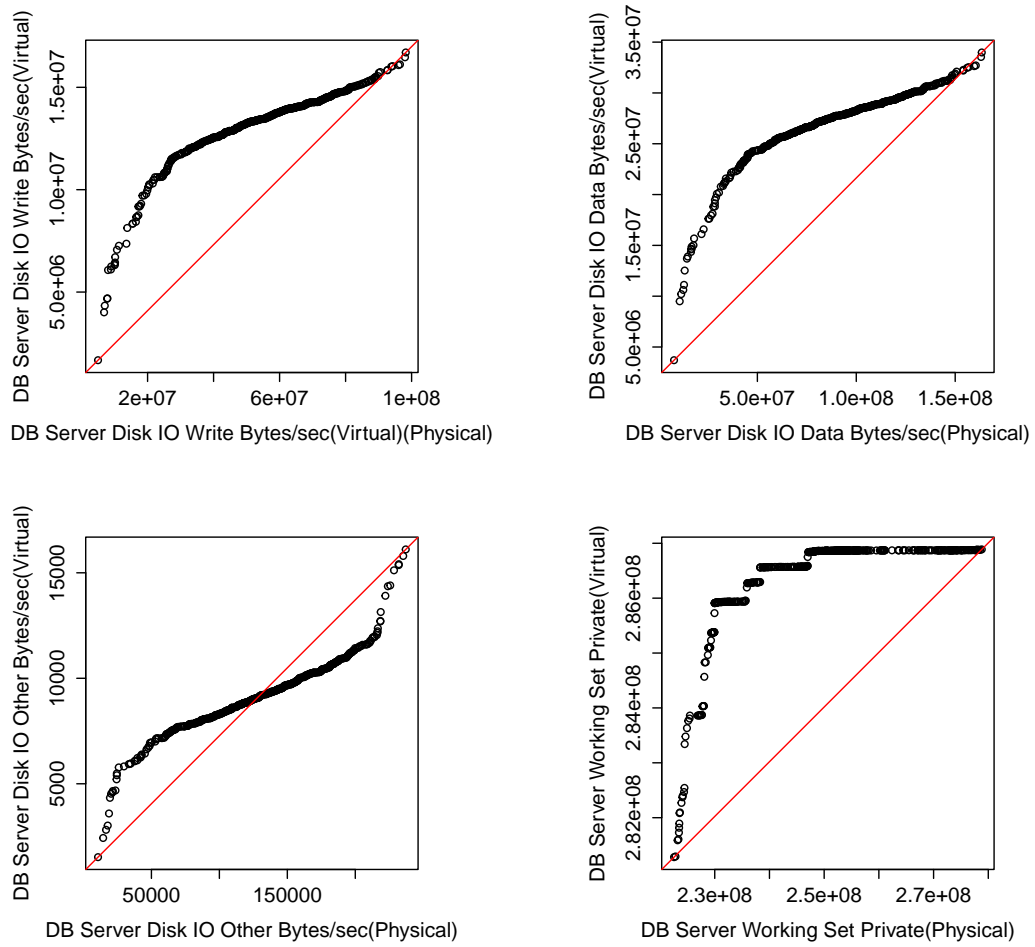 DB Server Disk IO Write Bytes/sec(Virtual)
5.0e+06
1.0e+07
1.5e+07
2e+07
6e+07
1e+08
DB Server Disk IO Write Bytes/sec(Virtual)(Physical)
DB Server Disk IO Data Bytes/sec(Virtual)
5.0e+06
1.5e+07
2.5e+07
3.5e+07
5.0e+07
1.0e+08
1.5e+08
DB Server Disk IO Data Bytes/sec(Physical)
DB Server Disk IO Other Bytes/sec(Virtual)
5000
10000
15000
50000
150000
DB Server Disk IO Other Bytes/sec(Physical)
DB Server Working Set Private(Virtual)
2.82e+08
2.84e+08
2.86e+08
2.3e+08
2.5e+08
2.7e+08
DB Server Working Set Private(Physical)